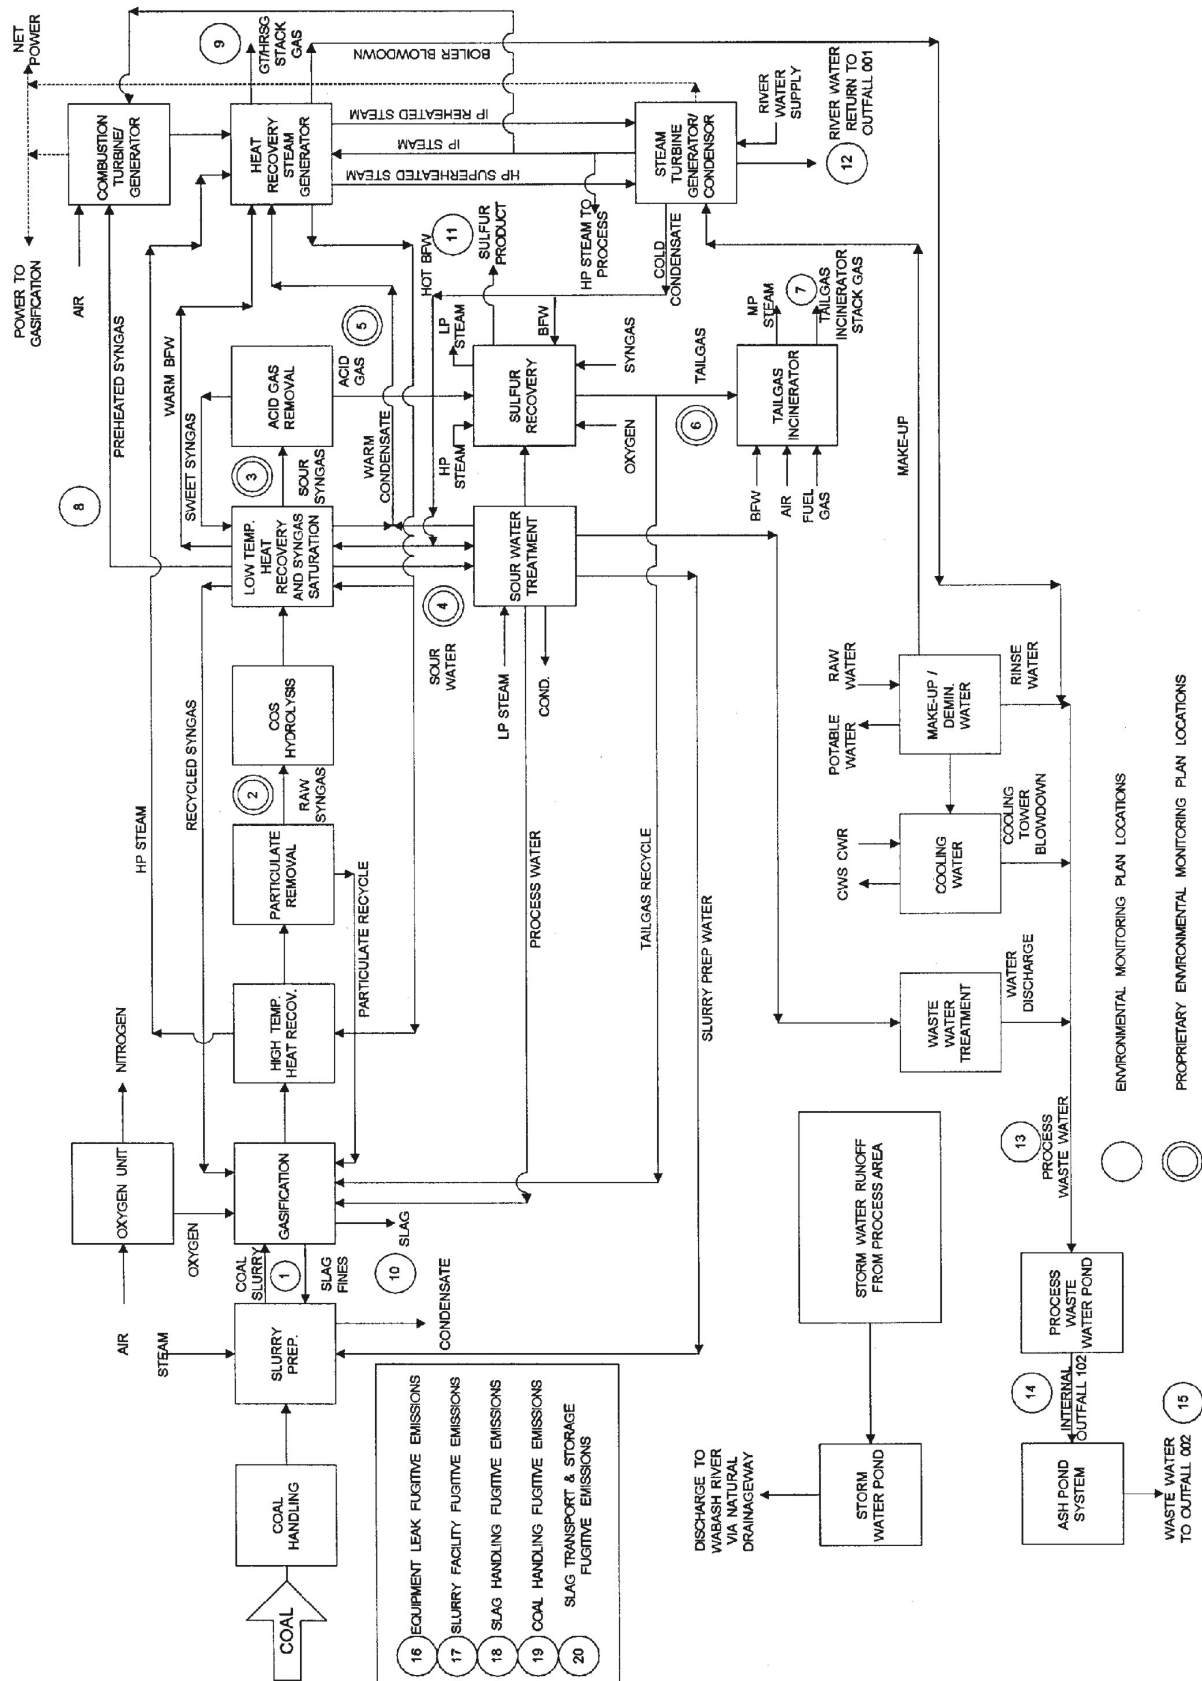 COAL
COAL
HANDLING
STEAM
AIR
SLURRY
PREP.
CONDENSATE
COAL
SLURRY
1
SLAG
FINES
OXYGEN UNIT
OXYGEN
NITROGEN
GASIFICATION
10
SLAG
HIGH TEMP.
HEAT RECOV.
HP STEAM
PARTICULATE
REMOVAL
PARTICULATE RECYCLE
2
RAW
SYNGAS
COS
HYDROLYSIS
RECYCLED SYNGAS
LOW TEMP.
HEAT
RECOVERY
AND SYNGAS
SATURATION
3
SOUR
SYNGAS
ACID GAS
REMOVAL
SWEET SYNGAS
WARM BFW
8
PREHEATED SYNGAS
AIR
POWER TO
GASIFICATION
NET
POWER
COMBUSTION
TURBINE/
GENERATOR
HEAT
RECOVERY
STEAM
GENERATOR
9
GT/HRSG
STACK
GAS
BOILER BLOWDOWN
IP REHEATED STEAM
IP STEAM
HP SUPERHEATED STEAM
STEAM
TURBINE
GENERATOR/
CONDENSOR
RIVER
WATER
SUPPLY
12
RIVER WATER
RETURN TO
OUTFALL 001
HP STEAM TO
PROCESS
COLD
CONDENSATE
HOT BFW
11
SULFUR
PRODUCT
ACID
GAS
5
WARM
CONDENSATE
LP
STEAM
HP
STEAM
BFW
SULFUR
RECOVERY
SYNGAS
OXYGEN
TAILGAS
6
TAILGAS
INCINERATOR
MP
STEAM
7
TAILGAS
INCINERATOR
STACK GAS
BFW
AIR
FUEL
GAS
4
SOUR
WATER
SOUR WATER
TREATMENT
LP STEAM
COND.
PROCESS WATER
TAILGAS RECYCLE
SLURRY PREP WATER
MAKE-UP
RAW
WATER
POTABLE
WATER
MAKE-UP /
DEMIN.
WATER
RINSE
WATER
CWS CWR
COOLING
WATER
COOLING
TOWER
BLOWDOWN
WASTE
WATER
TREATMENT
WATER
DISCHARGE
13
PROCESS
WASTE WATER
PROCESS
WASTE
WATER POND
14
INTERNAL
OUTFALL 102
ASH POND
SYSTEM
WASTE WATER
TO OUTFALL 002
15
STORM WATER RUNOFF
FROM PROCESS AREA
STORM
WATER POND
DISCHARGE TO
WABASH RIVER
VIA NATURAL
DRAINAGEWAY
16 EQUIPMENT LEAK FUGITIVE EMISSIONS
17 SLURRY FACILITY FUGITIVE EMISSIONS
18 SLAG HANDLING FUGITIVE EMISSIONS
19 COAL HANDLING FUGITIVE EMISSIONS
20 SLAG TRANSPORT & STORAGE
FUGITIVE EMISSIONS
ENVIRONMENTAL MONITORING PLAN LOCATIONS
PROPRIETARY ENVIRONMENTAL MONITORING PLAN LOCATIONS